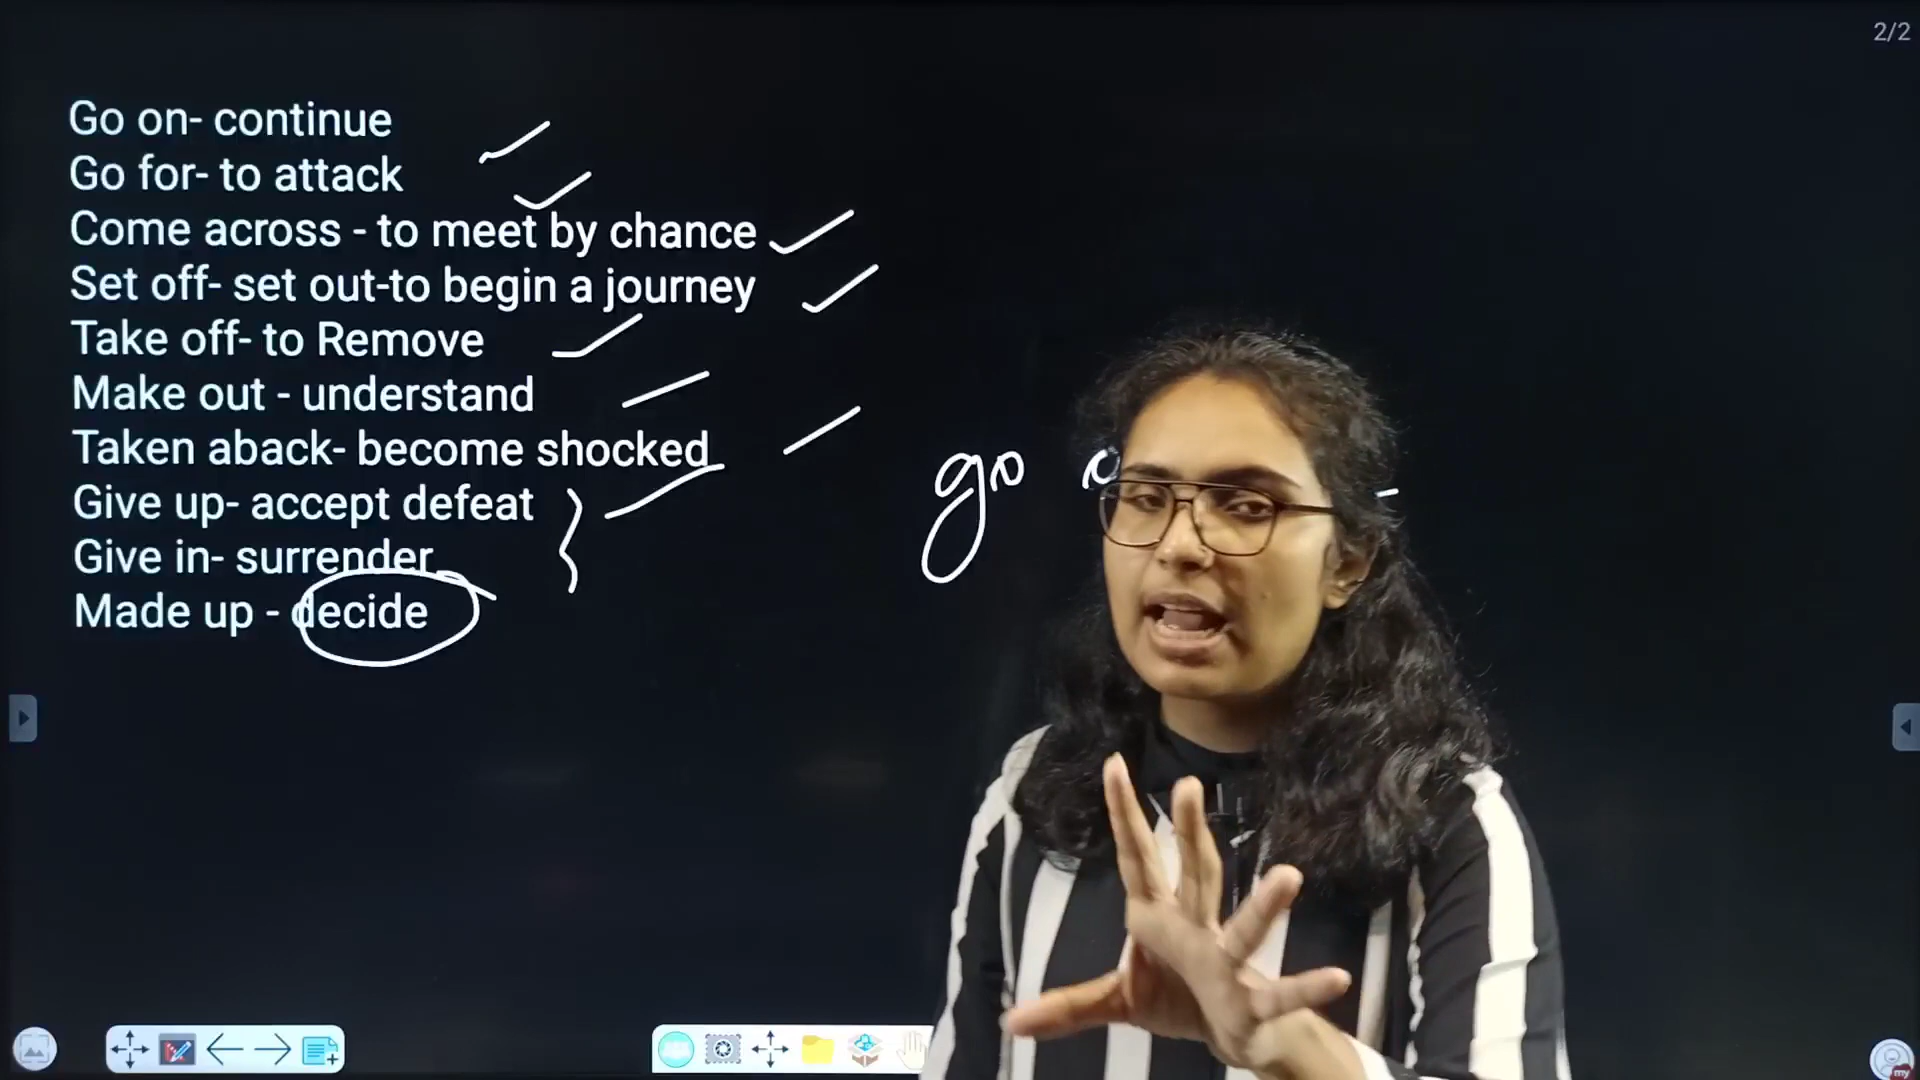 2/2
Go on- continue
Go for- to attack
Come across - to meet by chance
Set off- set out-to begin a journey
Take off- to Remove
Make out - understand
Taken aback- become shocked
Give up- accept defeat
Give in- surrender
Made up - decide
go